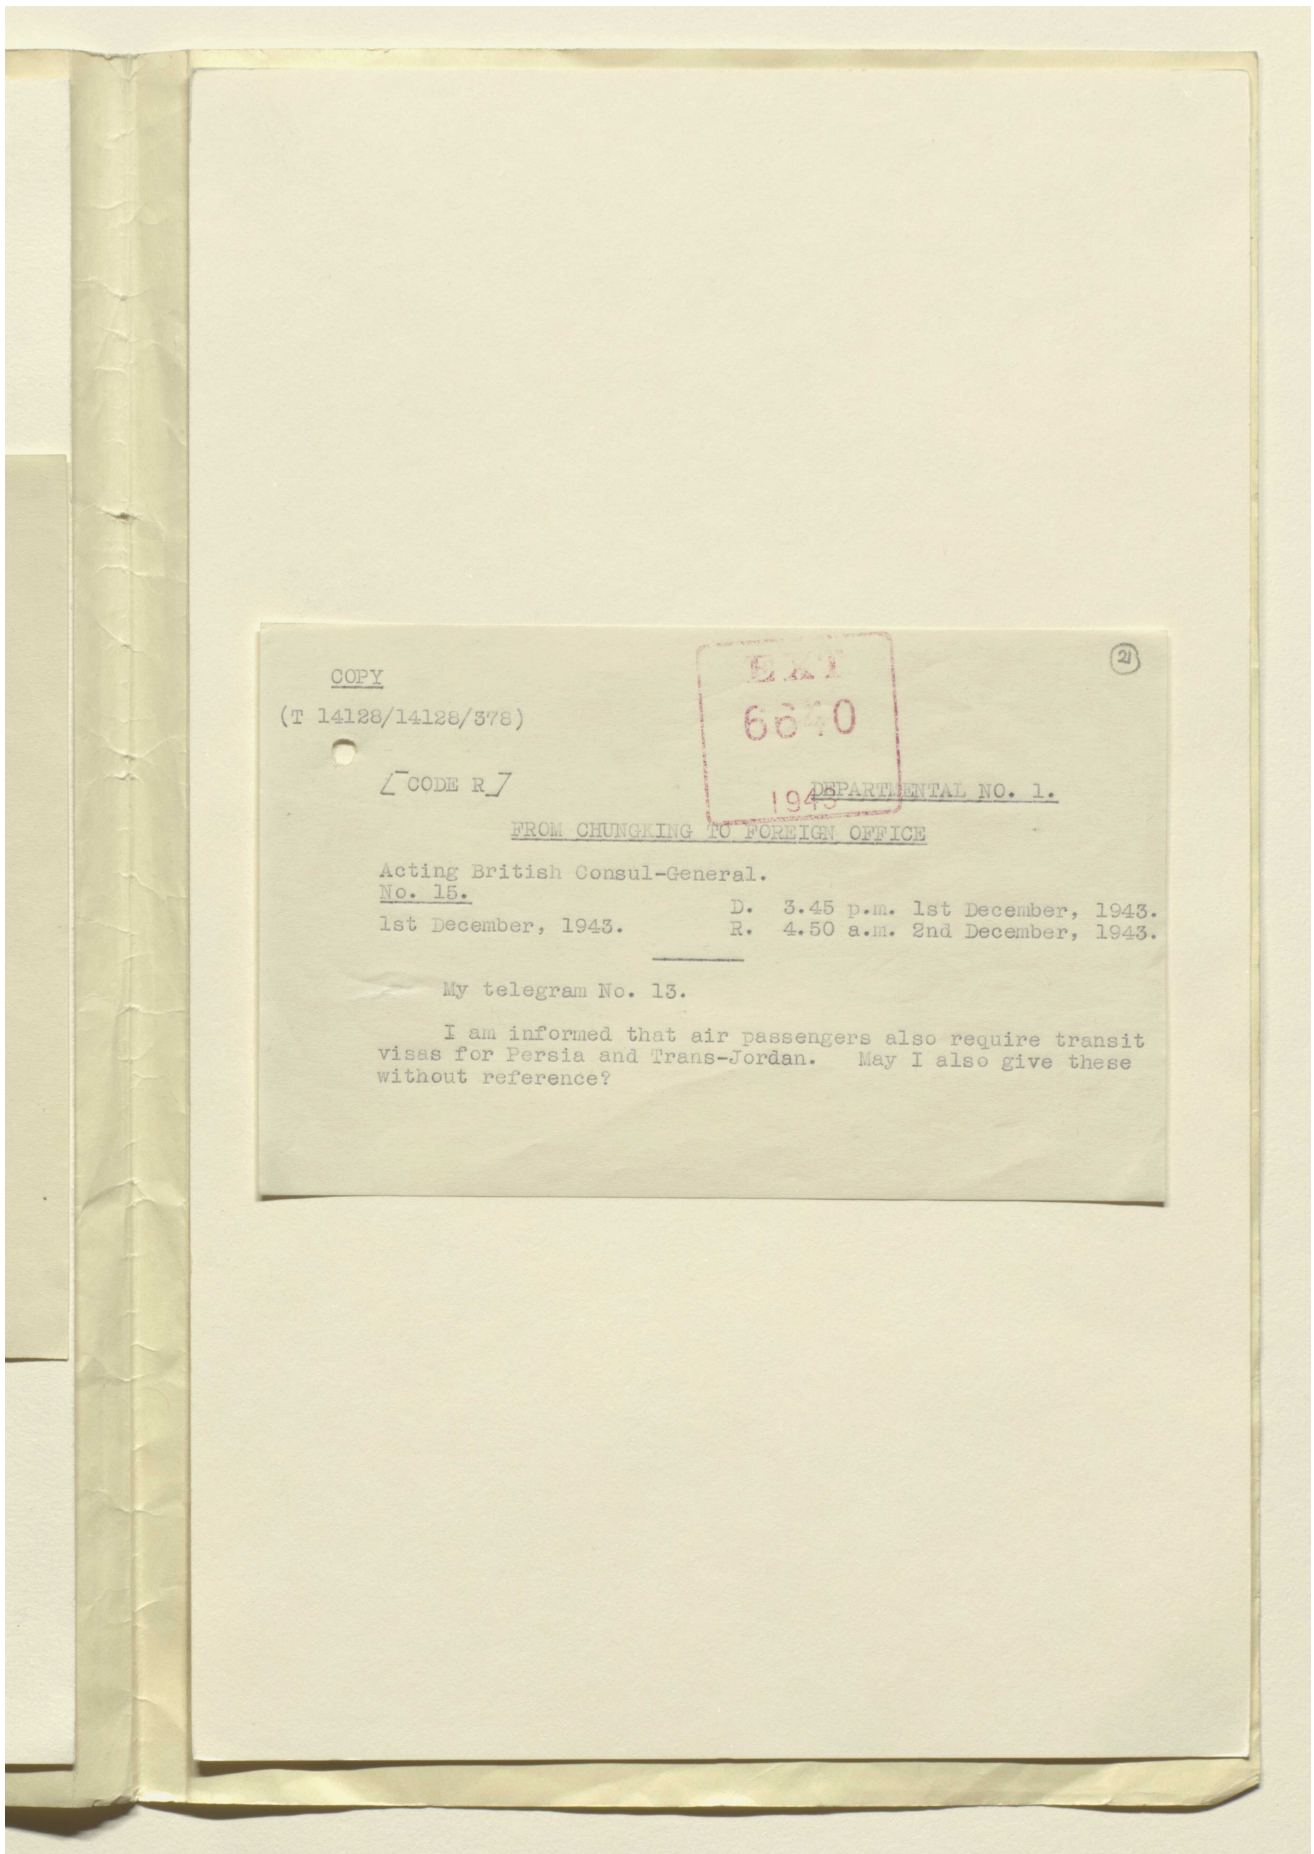 COPY
(T 14128/14128/378)
EXT
6640
1943
21
[CODE R]
DEPARTMENTAL NO. 1.
FROM CHUNGKING TO FOREIGN OFFICE
Acting British Consul-General.
No. 15.
1st December, 1943.
D. 3.45 p.m. 1st December, 1943.
R. 4.50 a.m. 2nd December, 1943.
My telegram No. 13.
I am informed that air passengers also require transit
visas for Persia and Trans-Jordan. May I also give these
without reference?